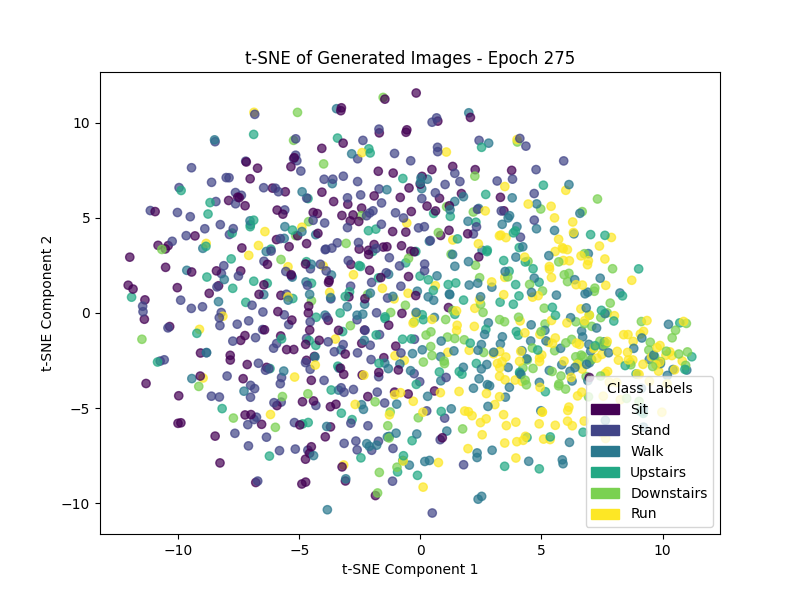 t-SNE of Generated Images - Epoch 275
t-SNE Component 2
10
5
0
−5
−10
−10
−5
0
5
10
t-SNE Component 1
Class Labels
Sit
Stand
Walk
Upstairs
Downstairs
Run